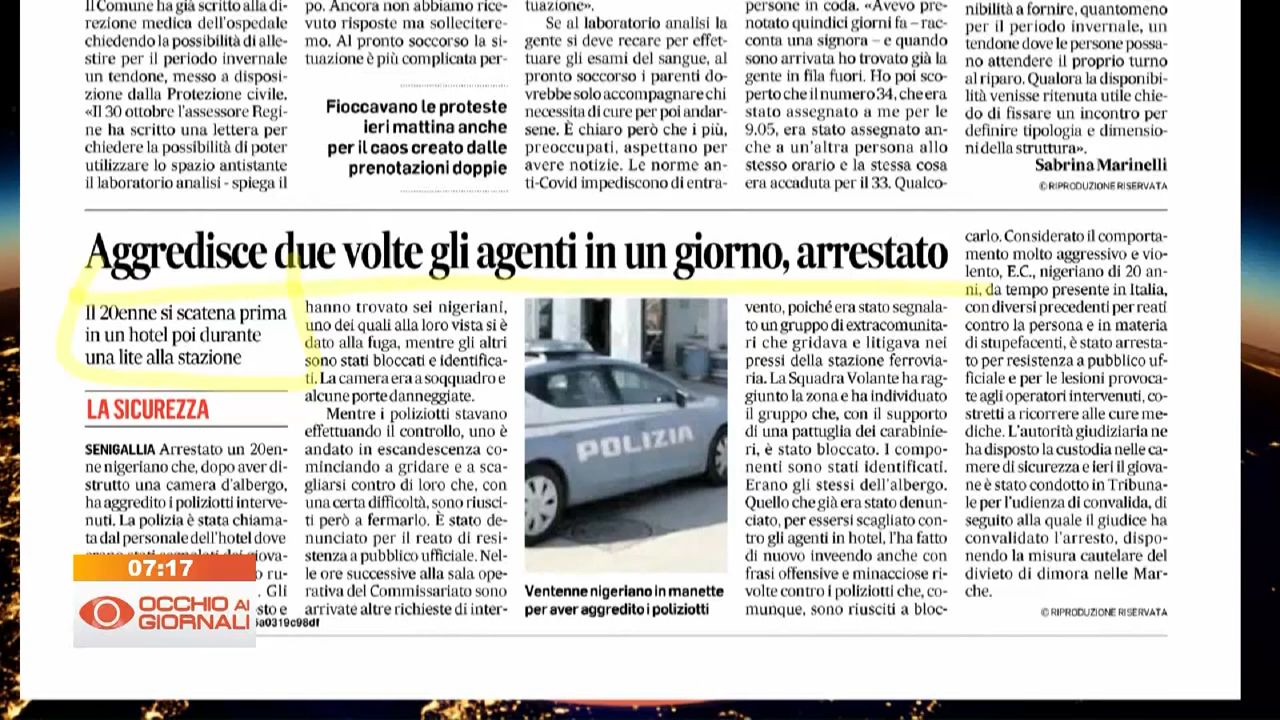 Il Comune ha già scritto alla di-
rezione medica dell'ospedale
chiedendo la possibilità di alle-
stire per il periodo invernale
un tendone, messo a disposi-
zione dalla Protezione civile.
«Il 30 ottobre l'assessore Regi-
ne ha scritto una lettera per
chiedere la possibilità di poter
utilizzare lo spazio antistante
il laboratorio analisi - spiega il
po. Ancora non abbiamo rice-
vuto risposte ma sollecitere-
mo. Al pronto soccorso la si-
tuazione è più complicata per-
Fioccavano le proteste
ieri mattina anche
per il caos creato dalle
prenotazioni doppie
tuazione».
Se al laboratorio analisi la
gente si deve recare per effet-
tuare gli esami del sangue, al
pronto soccorso i parenti do-
vrebbe solo accompagnare chi
necessita di cure per poi andar-
sene. È chiaro però che i più,
preoccupati, aspettano per
avere notizie. Le norme an-
ti-Covid impediscono di entra-
persone in coda. «Avevo pre-
notato quindici giorni fa – rac-
conta una signora – e quando
sono arrivata ho trovato già la
gente in fila fuori. Ho poi sco-
perto che il numero 34, che era
stato assegnato a me per le
9.05, era stato assegnato an-
che a un'altra persona allo
stesso orario e la stessa cosa
era accaduta per il 33. Qualco-
nibilità a fornire, quantomeno
per il periodo invernale, un
tendone dove le persone possa-
no attendere il proprio turno
al riparo. Qualora la disponibi-
lità venisse ritenuta utile chie-
do di fissare un incontro per
definire tipologia e dimensio-
ni della struttura».
Sabrina Marinelli
© RIPRODUZIONE RISERVATA
Aggredisce due volte gli agenti in un giorno, arrestato
Il 20enne si scatena prima
in un hotel poi durante
una lite alla stazione
LA SICUREZZA
SENIGALLIA Arrestato un 20en-
ne nigeriano che, dopo aver di-
strutto una camera d'albergo,
ha aggredito i poliziotti interve-
nuti. La polizia è stata chiama-
ta dal personale dell'hotel dove
hanno trovato sei nigeriani,
uno dei quali alla loro vista si è
dato alla fuga, mentre gli altri
sono stati bloccati e identifica-
ti. La camera era a soqquadro e
alcune porte danneggiate.
Mentre i poliziotti stavano
effettuando il controllo, uno è
andato in escandescenza co-
minciando a gridare e a sca-
gliarsi contro di loro che, con
una certa difficoltà, sono riusci-
ti però a fermarlo. È stato de-
nunciato per il reato di resi-
stenza a pubblico ufficiale. Nel-
le ore successive alla sala ope-
rativa del Commissariato sono
arrivate altre richieste di inter-
POLIZIA
Ventenne nigeriano in manette
per aver aggredito i poliziotti
vento, poiché era stato segnala-
to un gruppo di extracomunita-
ri che gridava e litigava nei
pressi della stazione ferrovia-
ria. La Squadra Volante ha rag-
giunto la zona e ha individuato
il gruppo che, con il supporto
di una pattuglia dei carabinie-
ri, è stato bloccato. I compo-
nenti sono stati identificati.
Erano gli stessi dell'albergo.
Quello che già era stato denun-
ciato, per essersi scagliato con-
tro gli agenti in hotel, l'ha fatto
di nuovo inveendo anche con
frasi offensive e minacciose ri-
volte contro i poliziotti che, co-
munque, sono riusciti a bloc-
carlo. Considerato il comporta-
mento molto aggressivo e vio-
lento, E.C., nigeriano di 20 an-
ni, da tempo presente in Italia,
con diversi precedenti per reati
contro la persona e in materia
di stupefacenti, è stato arresta-
to per resistenza a pubblico uf-
ficiale e per le lesioni provoca-
te agli operatori intervenuti, co-
stretti a ricorrere alle cure me-
diche. L'autorità giudiziaria ne
ha disposto la custodia nelle ca-
mere di sicurezza e ieri il giova-
ne è stato condotto in Tribuna-
le per l'udienza di convalida, di
seguito alla quale il giudice ha
convalidato l'arresto, dispo-
nendo la misura cautelare del
divieto di dimora nelle Mar-
che.
© RIPRODUZIONE RISERVATA
07:17
OCCHIO AI
GIORNALI